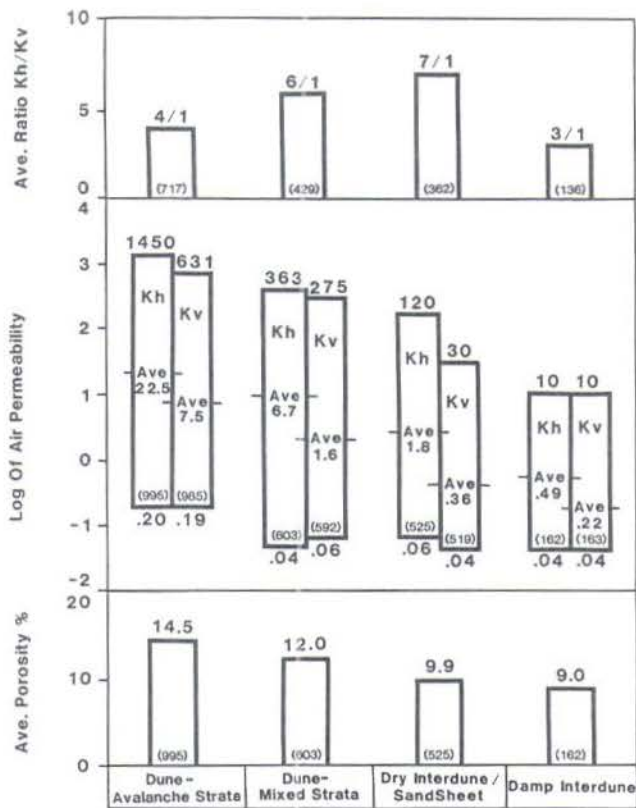 Ave. Ratio Kh/Kv
10
5
0
4/1
6/1
7/1
3/1
(717)
(429)
(362)
(136)
Log Of Air Permeability
4
3
2
1
0
-1
-2
1450
631
Kh
Kv
Ave
22.5
Ave
7.5
(995)
(985)
.20
.19
363
275
Kh
Kv
Ave
6.7
Ave
1.6
(603)
(592)
.04
.06
120
30
Kh
Kv
Ave
1.8
Ave
.36
(525)
(519)
.06
.04
10
10
Kh
Kv
Ave
.49
Ave
.22
(162)
(163)
.04
.04
Ave. Porosity %
20
10
0
14.5
12.0
9.9
9.0
(995)
(603)
(525)
(162)
Dune-
Avalanche Strata
Dune-
Mixed Strata
Dry Interdune/
SandSheet
Damp Interdune